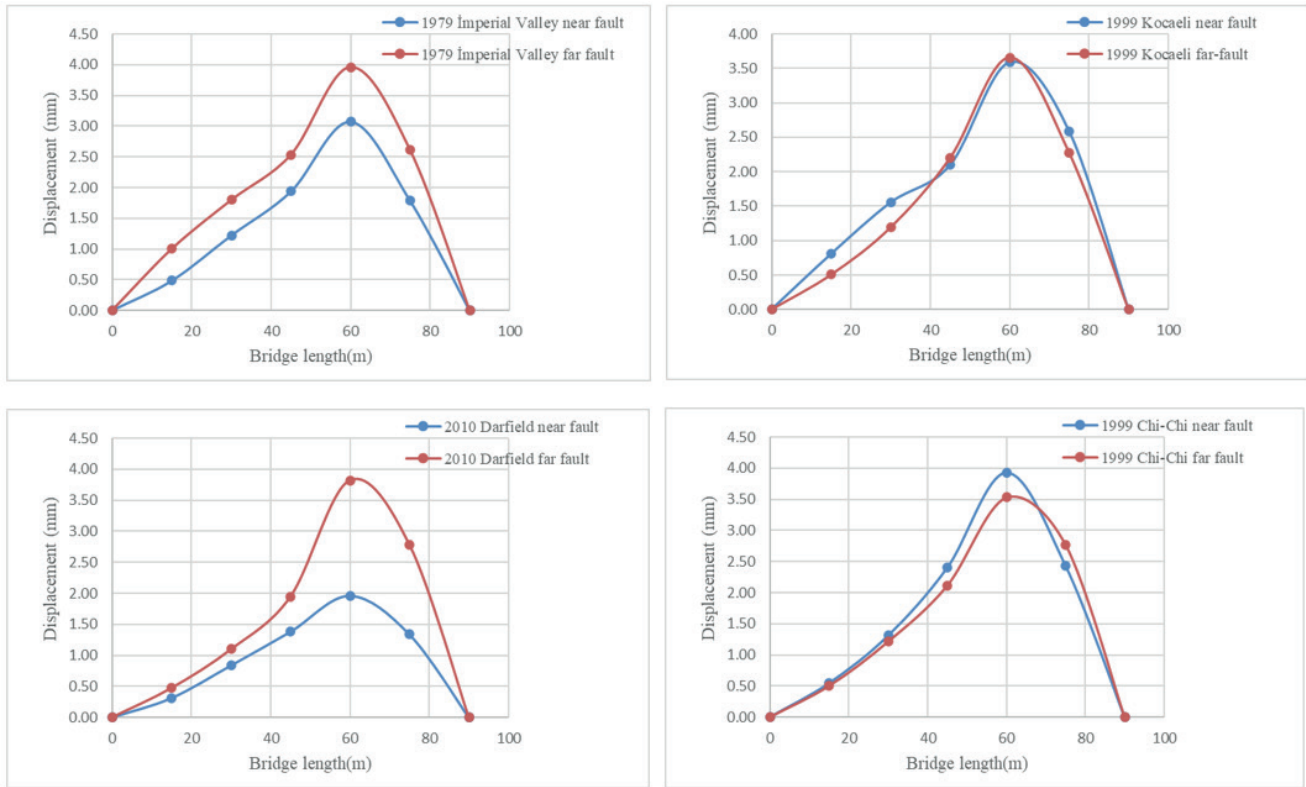 1979 İmperial Valley near fault
1979 İmperial Valley far fault
4.50
4.00
3.50
3.00
2.50
2.00
1.50
1.00
0.50
0.00
Displacement (mm)
0 20 40 60 80 100
Bridge length(m)
1999 Kocaeli near fault
1999 Kocaeli far-fault
4.00
3.50
3.00
2.50
2.00
1.50
1.00
0.50
0.00
Displacement (mm)
0 20 40 60 80 100
Bridge length(m)
2010 Darfield near fault
2010 Darfield far fault
4.50
4.00
3.50
3.00
2.50
2.00
1.50
1.00
0.50
0.00
Displacement (mm)
0 20 40 60 80 100
Bridge length(m)
1999 Chi-Chi near fault
1999 Chi-Chi far fault
4.50
4.00
3.50
3.00
2.50
2.00
1.50
1.00
0.50
0.00
Displacement (mm)
0 20 40 60 80 100
Bridge length(m)